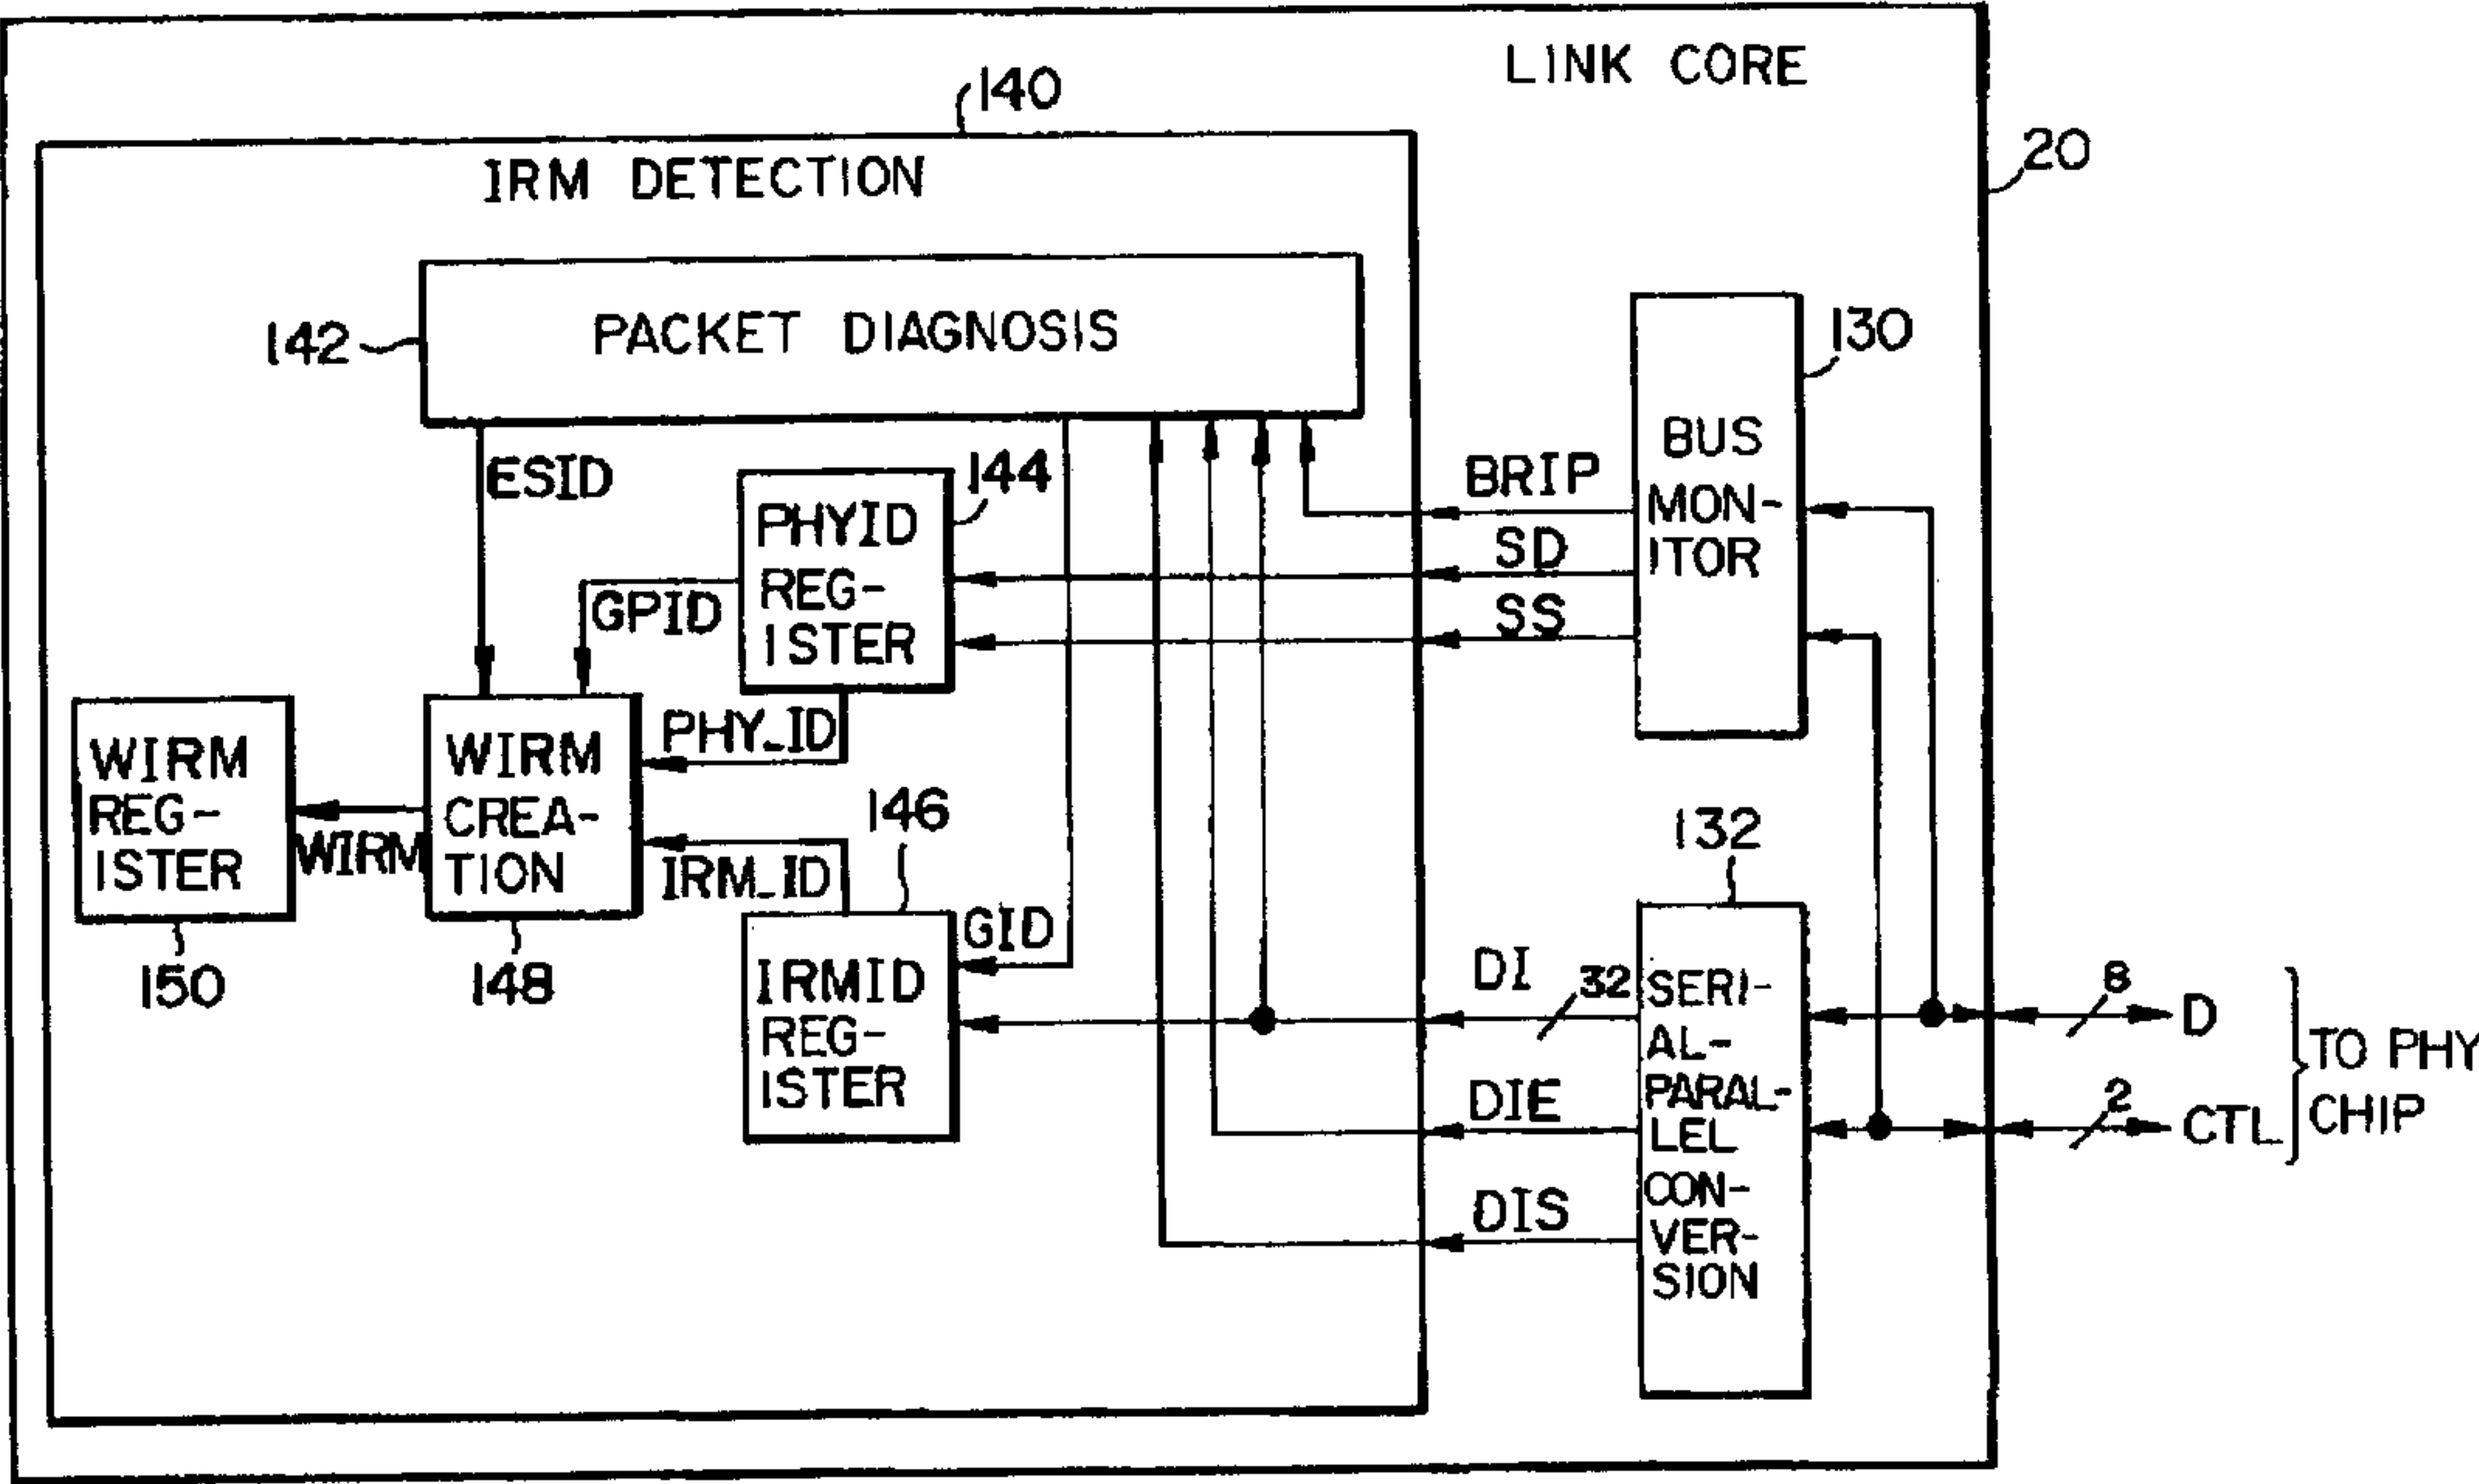 LINK CORE
140
20
IRM DETECTION
142
PACKET DIAGNOSIS
130
BUS
MON-
ITOR
ESID
144
PHYID
REG-
ISTER
BRIP
SD
SS
GPID
PHY_ID
WIRM
REG-
ISTER
WIRM
WIRM
CREA-
TION
146
132
IRM_ID
GID
150
148
IRMID
REG-
ISTER
DI
32
SERI-
AL-
PARAL-
LEL
CON-
VER-
SION
8
D
DIE
2
CTL
TO PHY
CHIP
DIS